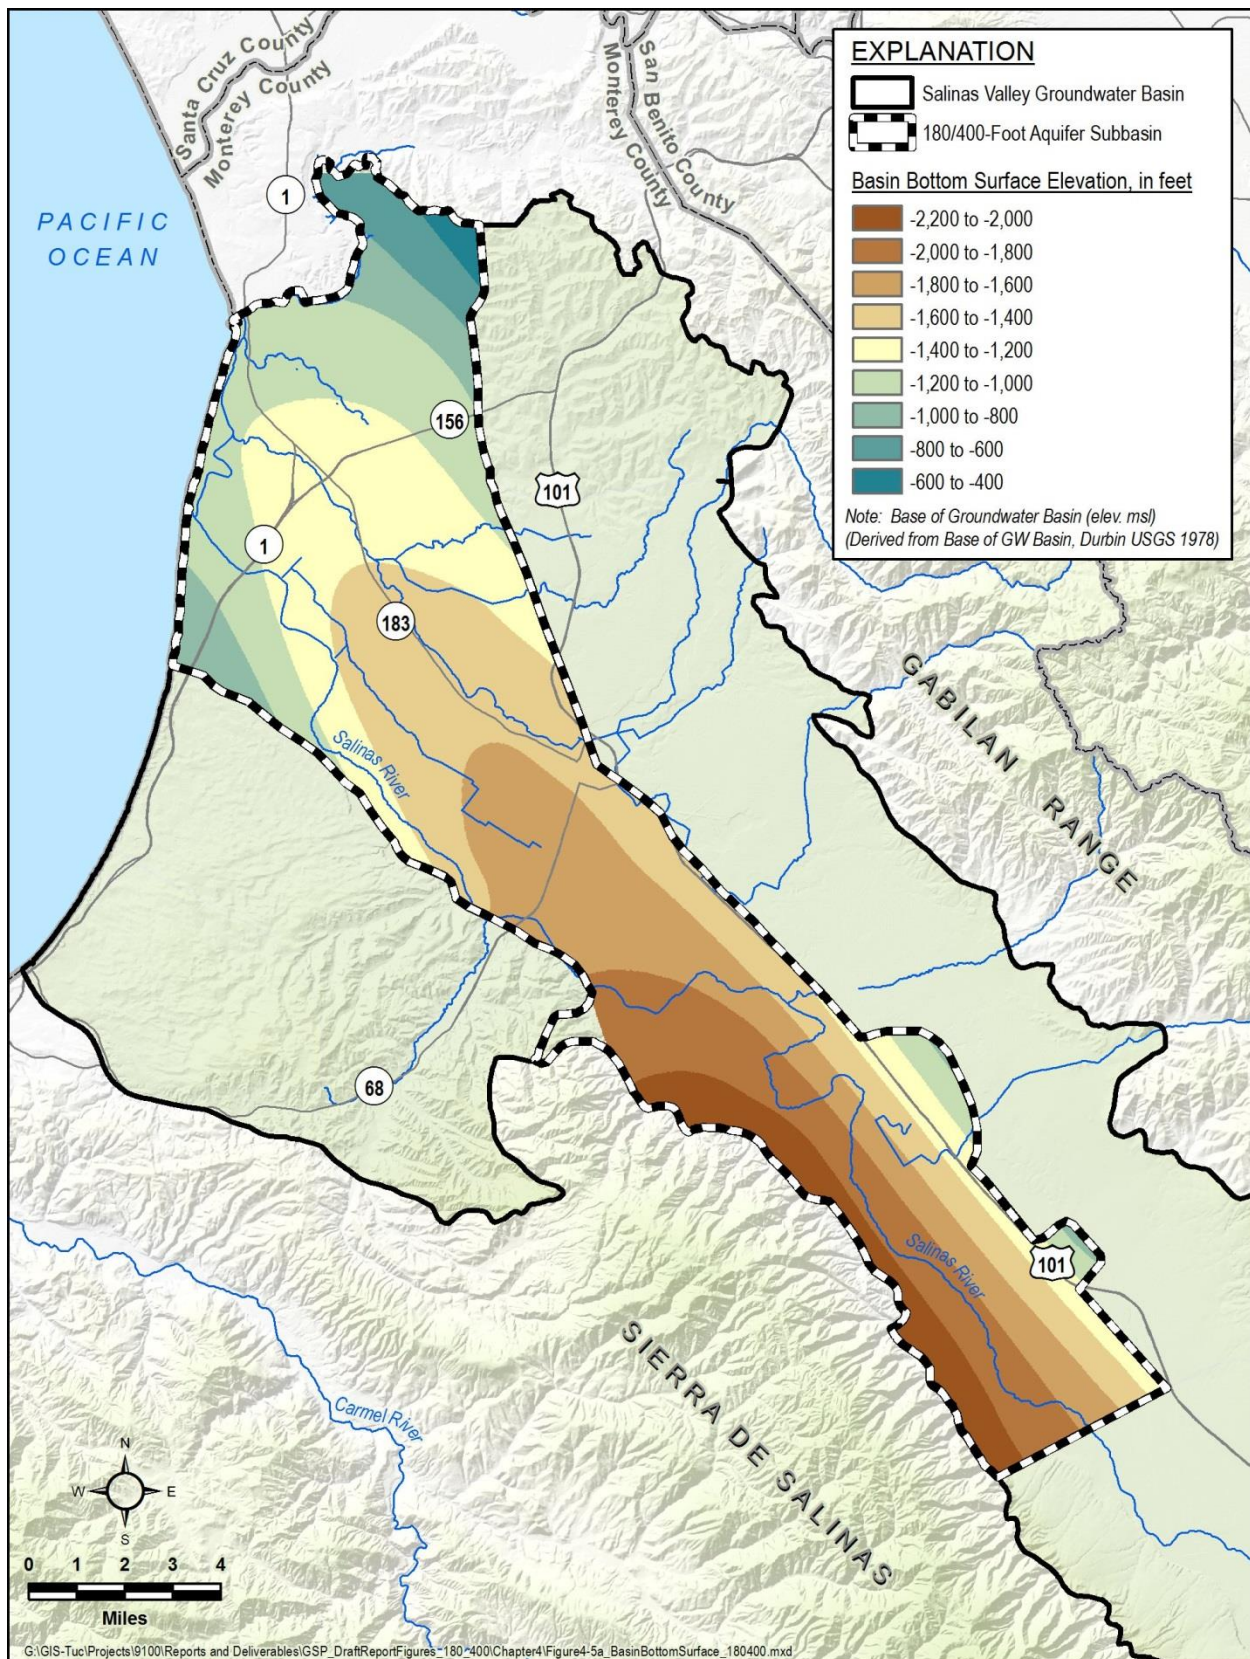 Santa Cruz County
Monterey County
Monterey County
San Benito County
EXPLANATION
Salinas Valley Groundwater Basin
180/400-Foot Aquifer Subbasin
Basin Bottom Surface Elevation, in feet
-2,200 to -2,000
-2,000 to -1,800
-1,800 to -1,600
-1,600 to -1,400
-1,400 to -1,200
-1,200 to -1,000
-1,000 to -800
-800 to -600
-600 to -400
Note: Base of Groundwater Basin (elev. msl)
(Derived from Base of GW Basin, Durbin USGS 1978)
PACIFIC
OCEAN
1
156
101
1
183
GABILAN RANGE
Salinas River
68
Salinas River
101
SIERRA DE SALINAS
Carmel River
N
W E
S
0 1 2 3 4
Miles
G:\GIS-Tuc\Projects\9100\Reports and Deliverables\GSP_DraftReportFigures_180_400\Chapter4\Figure4-5a_BasinBottomSurface_180400.mxd